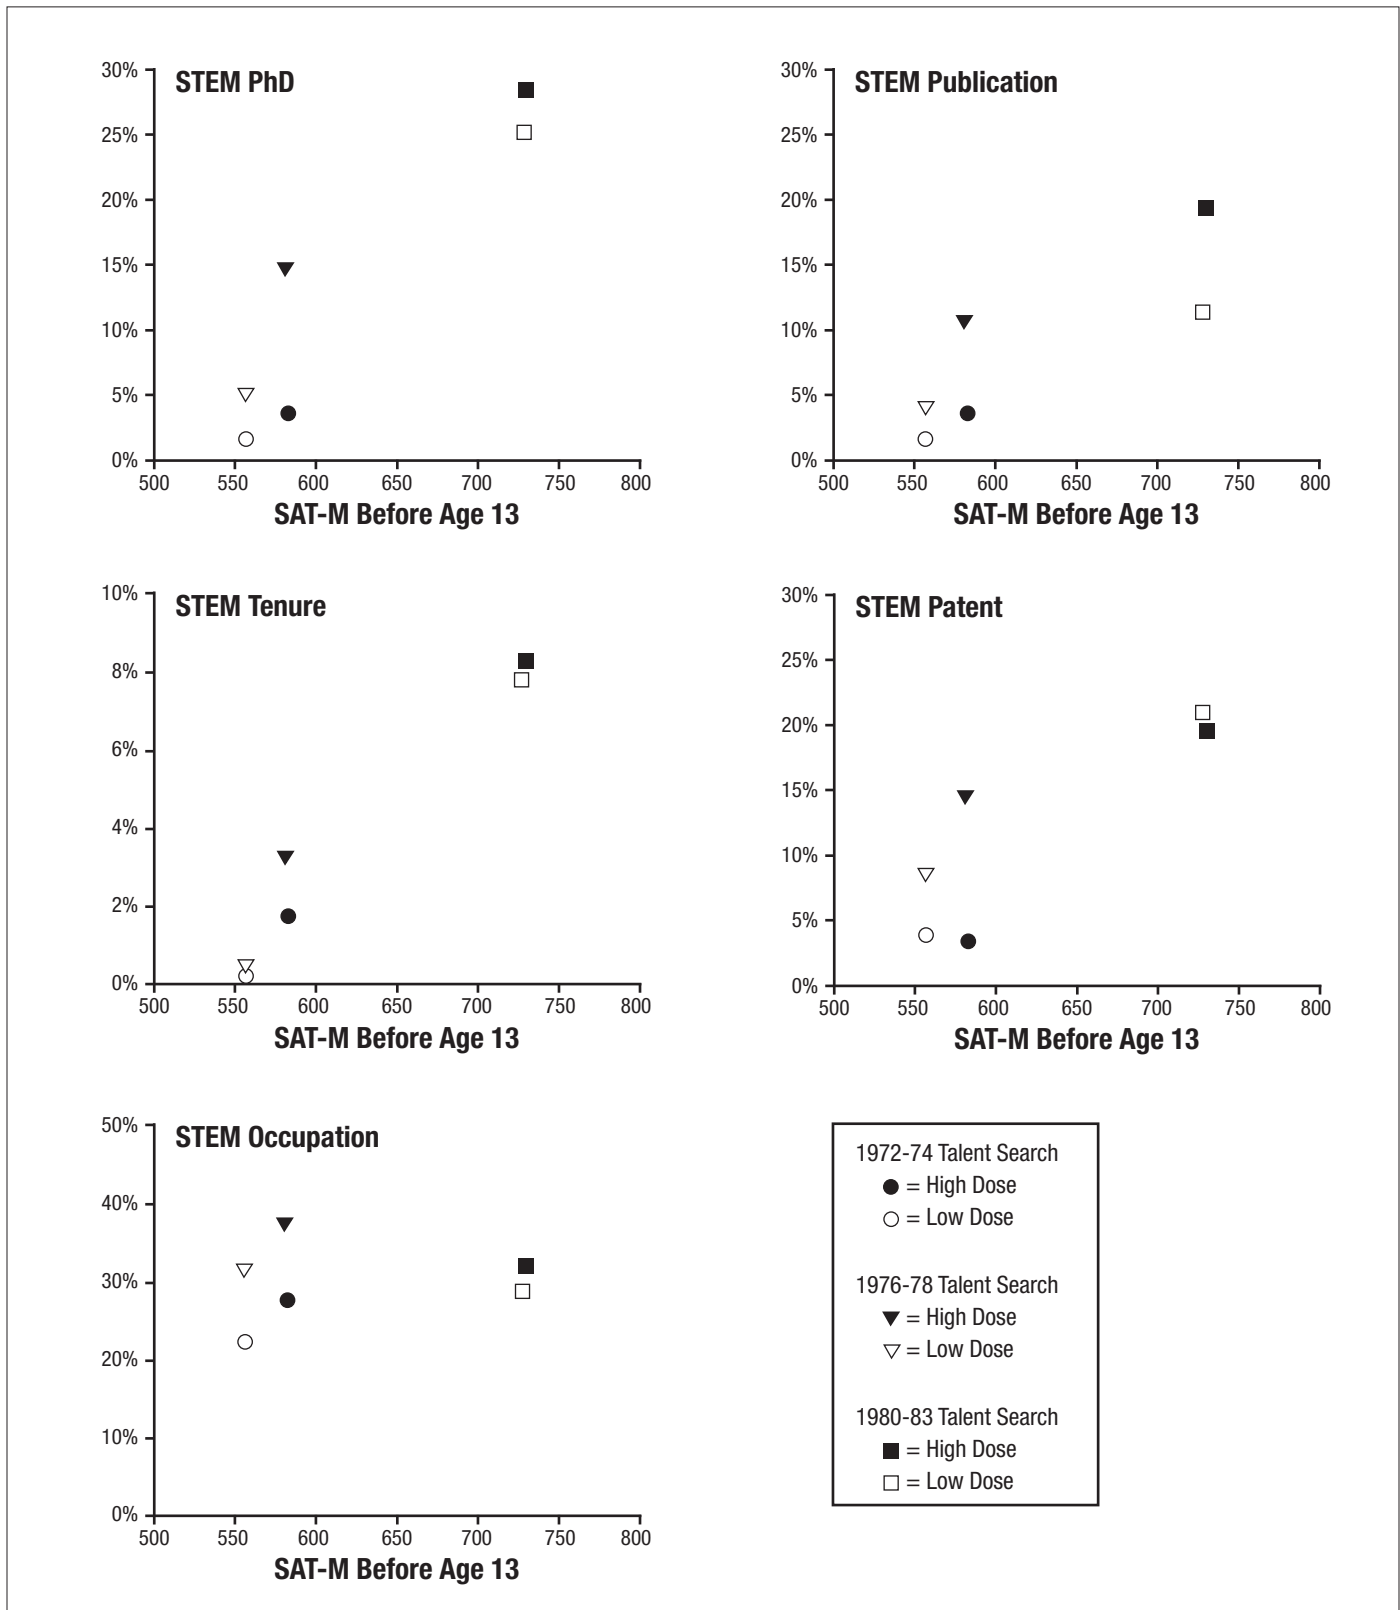 STEM PhD
30%
25%
20%
15%
10%
5%
0%
500 550 600 650 700 750 800
SAT-M Before Age 13
STEM Publication
30%
25%
20%
15%
10%
5%
0%
500 550 600 650 700 750 800
SAT-M Before Age 13
STEM Tenure
10%
8%
6%
4%
2%
0%
500 550 600 650 700 750 800
SAT-M Before Age 13
STEM Patent
30%
25%
20%
15%
10%
5%
0%
500 550 600 650 700 750 800
SAT-M Before Age 13
STEM Occupation
50%
40%
30%
20%
10%
0%
500 550 600 650 700 750 800
SAT-M Before Age 13
1972-74 Talent Search
= High Dose
= Low Dose
1976-78 Talent Search
= High Dose
= Low Dose
1980-83 Talent Search
= High Dose
= Low Dose